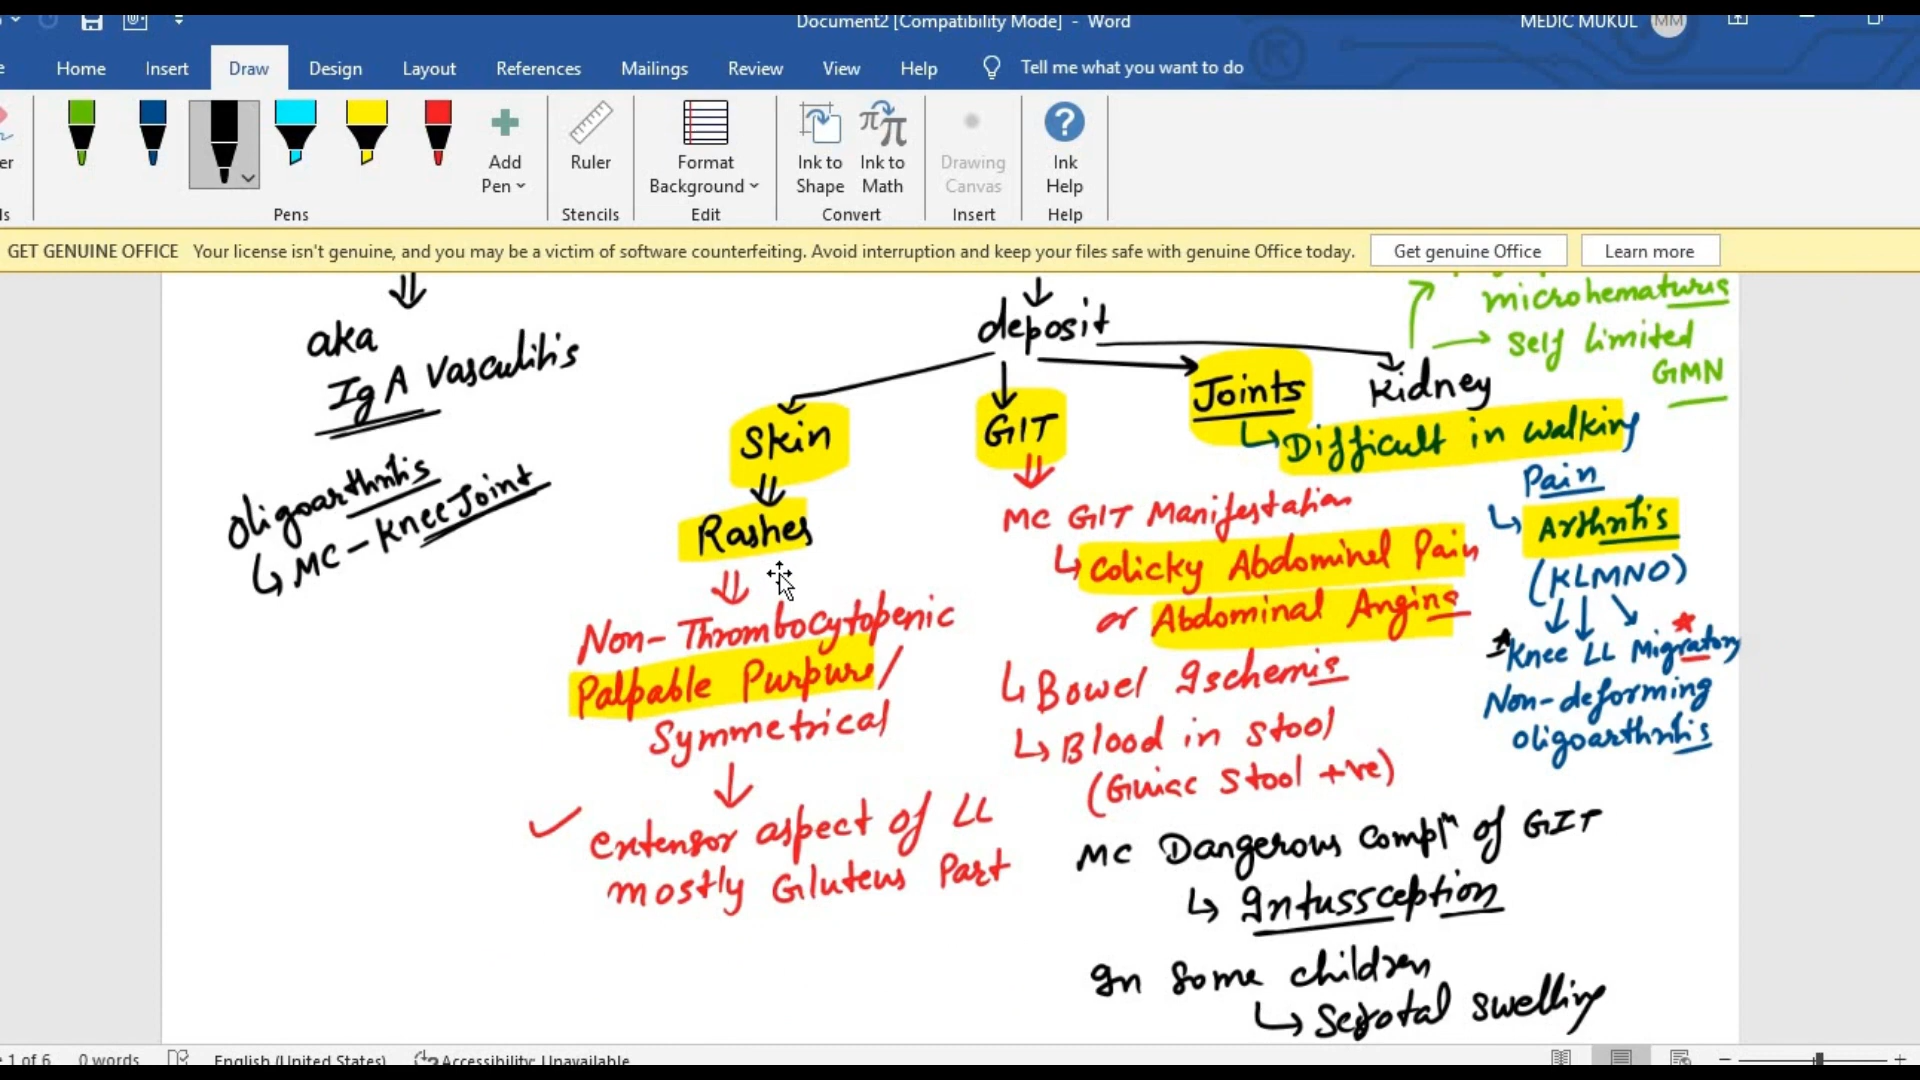 Document2 [Compatibility Mode] - Word
MEDIC MUKUL
MM
Home Insert Draw Design Layout References Mailings Review View Help Tell me what you want to do
Add Pen
Ruler
Format Background
Ink to Shape
Ink to Math
Drawing Canvas
Ink Help
Pens Stencils Edit Convert Insert Help
GET GENUINE OFFICE Your license isn't genuine, and you may be a victim of software counterfeiting. Avoid interruption and keep your files safe with genuine Office today. Get genuine Office Learn more
aka
IgA Vasculitis
oligoarthritis
MC - Knee Joint
deposit
Skin
Rashes
Non-Thrombocytopenic
Palpable Purpura/
Symmetrical
extensor aspect of LL
mostly Gluteus Part
GIT
MC GIT Manifestation
Colicky Abdominal Pain
or Abdominal Angina
Bowel Ischemia
Blood in stool
(Guiac Stool +ve)
MC Dangerous compln of GIT
Intussception
In Some children
Scrotal swelling
Joints
Difficult in walking
Pain
Arthritis
(KLMNO)
Knee LL Migratory
Non-deforming
oligoarthritis
Kidney
microhematuria
Self limited
GMN
1 of 6 0 words English (United States) Accessibility: Unavailable